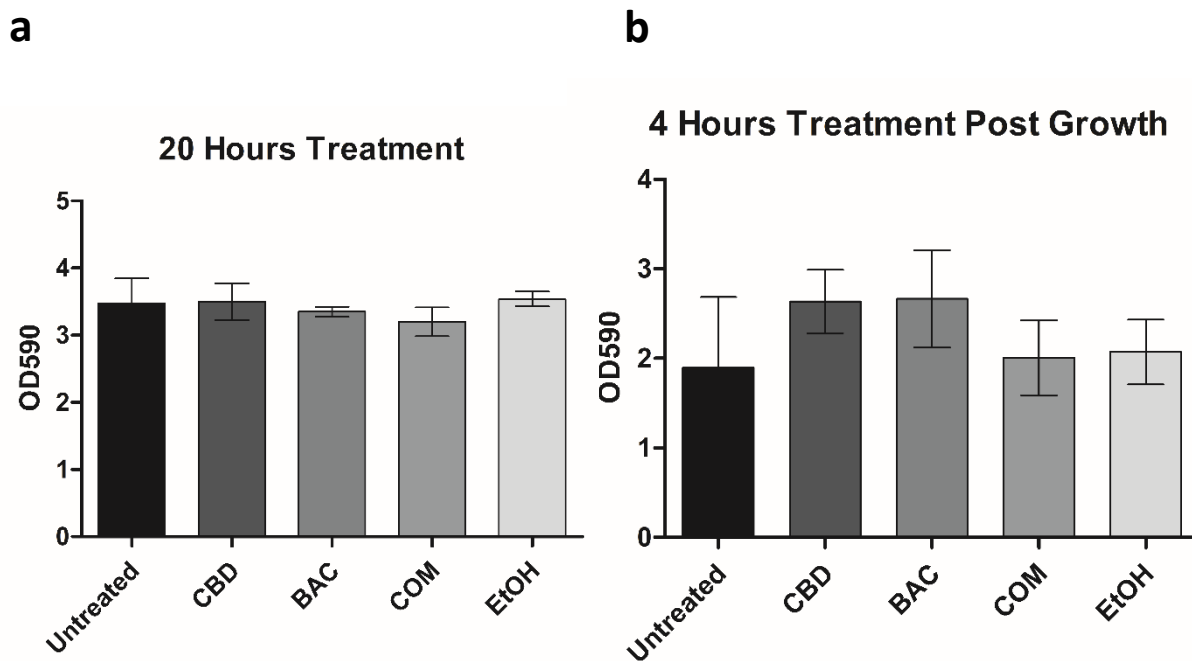 a
20 Hours Treatment
OD590
5
4
3
2
1
0
Untreated
CBD
BAC
COM
EtOH
b
4 Hours Treatment Post Growth
OD590
4
3
2
1
0
Untreated
CBD
BAC
COM
EtOH